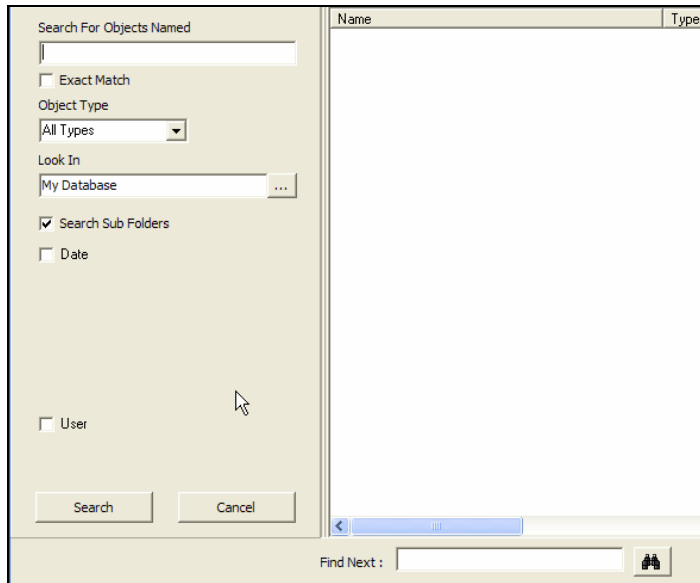 Search For Objects Named
Exact Match
Object Type
All Types
Look In
My Database
...
Search Sub Folders
Date
User
Search
Cancel
Name
Type
Find Next :